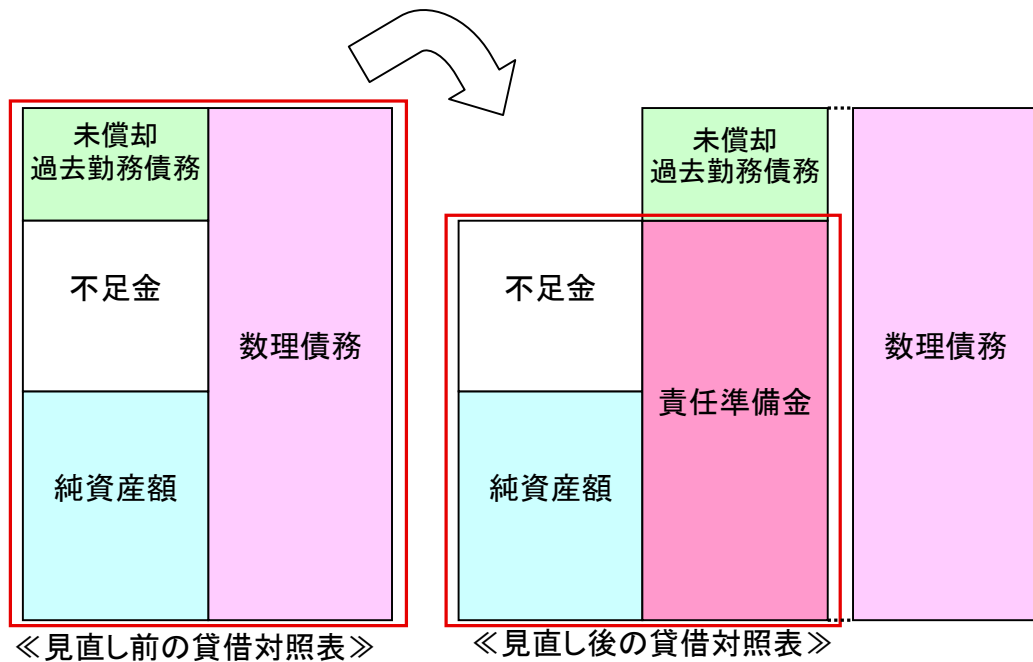 未償却
過去勤務債務
不足金
数理債務
純資産額
≪見直し前の貸借対照表≫
未償却
過去勤務債務
不足金
責任準備金
純資産額
数理債務
≪見直し後の貸借対照表≫